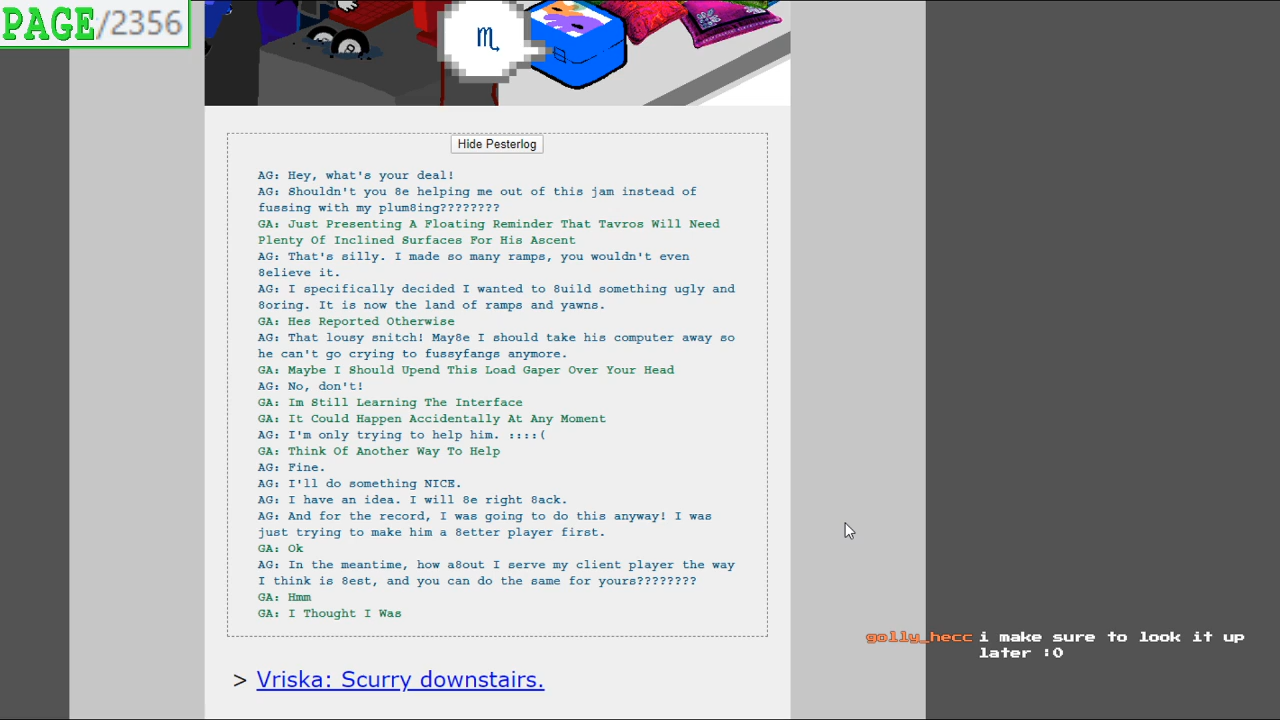 PAGE/2356
♏
Hide Pesterlog
AG: Hey, what's your deal!
AG: Shouldn't you 8e helping me out of this jam instead of
fussing with my plum8ing????????
GA: Just Presenting A Floating Reminder That Tavros Will Need
Plenty Of Inclined Surfaces For His Ascent
AG: That's silly. I made so many ramps, you wouldn't even
8elieve it.
AG: I specifically decided I wanted to 8uild something ugly and
8oring. It is now the land of ramps and yawns.
GA: Hes Reported Otherwise
AG: That lousy snitch! May8e I should take his computer away so
he can't go crying to fussyfangs anymore.
GA: Maybe I Should Upend This Load Gaper Over Your Head
AG: No, don't!
GA: Im Still Learning The Interface
GA: It Could Happen Accidentally At Any Moment
AG: I'm only trying to help him. ::::(
GA: Think Of Another Way To Help
AG: Fine.
AG: I'll do something NICE.
AG: I have an idea. I will 8e right 8ack.
AG: And for the record, I was going to do this anyway! I was
just trying to make him a 8etter player first.
GA: Ok
AG: In the meantime, how a8out I serve my client player the way
I think is 8est, and you can do the same for yours????????
GA: Hmm
GA: I Thought I Was
golly_hecc i make sure to look it up
later :O
> Vriska: Scurry downstairs.